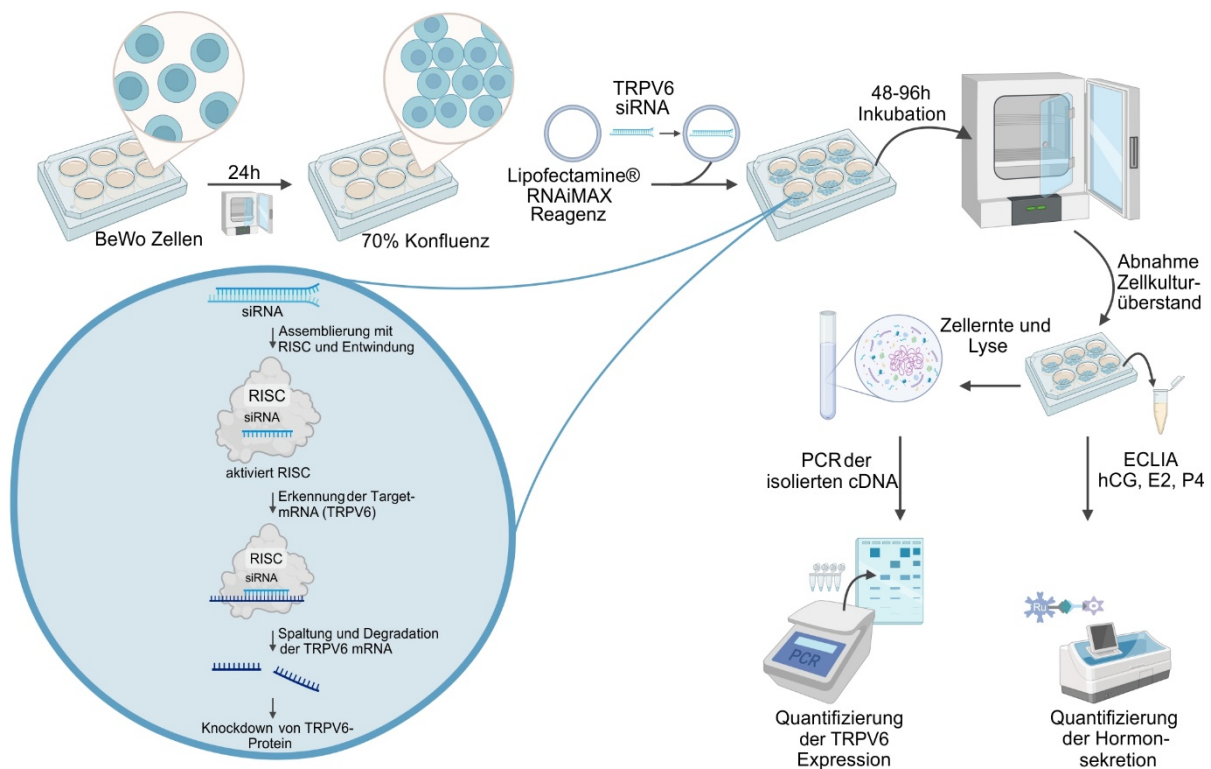 24h
BeWo Zellen
70% Konfluenz
TRPV6
siRNA
Lipofectamine®
RNAiMAX
Reagenz
48-96h
Inkubation
Abnahme
Zellkultur-
überstand
Zellernte und
Lyse
PCR der
isolierten cDNA
ECLIA
hCG, E2, P4
PCR
Ru
Quantifizierung
der TRPV6
Expression
Quantifizierung
der Hormon-
sekretion
siRNA
Assemblierung mit
RISC und Entwindung
RISC
siRNA
aktiviert RISC
Erkennung der Target-
mRNA (TRPV6)
RISC
siRNA
Spaltung und Degradation
der TRPV6 mRNA
Knockdown von TRPV6-
Protein